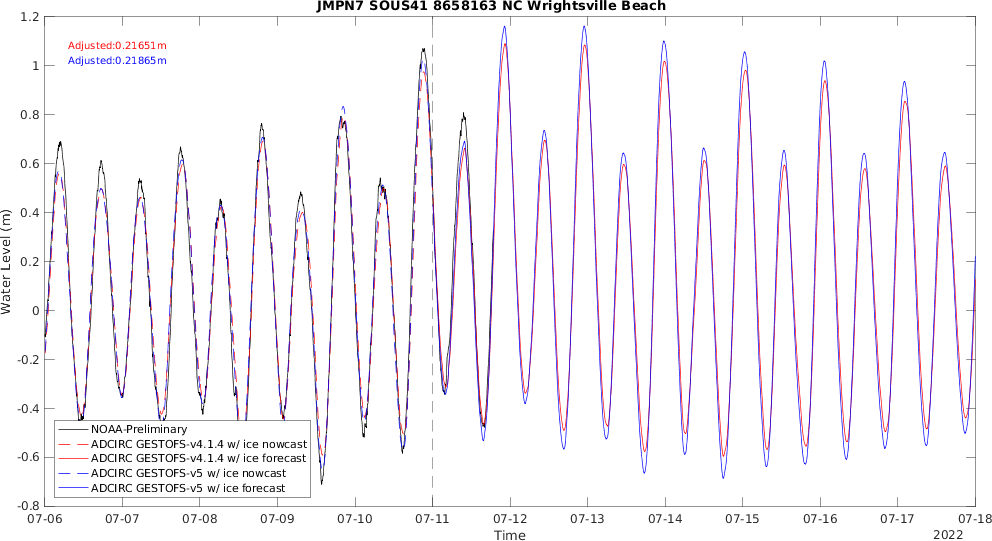 JMPN7 SOUS41 8658163 NC Wrightsville Beach
Adjusted:0.21651m
Adjusted:0.21865m
1.2
1
0.8
0.6
0.4
0.2
0
-0.2
-0.4
-0.6
-0.8
Water Level (m)
NOAA-Preliminary
ADCIRC GESTOFS-v4.1.4 w/ ice nowcast
ADCIRC GESTOFS-v4.1.4 w/ ice forecast
ADCIRC GESTOFS-v5 w/ ice nowcast
ADCIRC GESTOFS-v5 w/ ice forecast
07-06 07-07 07-08 07-09 07-10 07-11 07-12 07-13 07-14 07-15 07-16 07-17 07-18
Time
2022